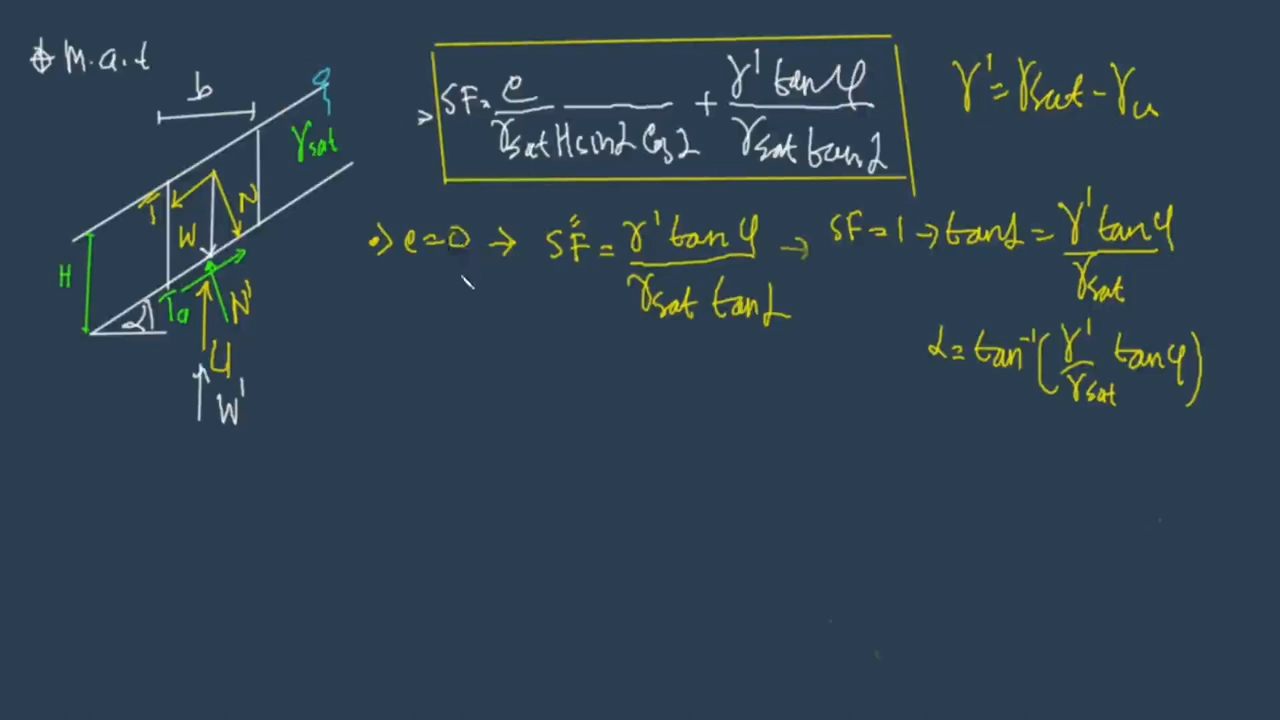 M.a.t
b
γsat
T
N
W
H
α
Ta
N'
U
W'
SF = c / γsat H sinα cosα + γ' tanφ / γsat tanα
γ' = γsat - γu
c = 0 → SF = γ' tanφ / γsat tanα → SF = 1 → tanα = γ' tanφ / γsat
α = tan⁻¹(γ' / γsat tanφ)